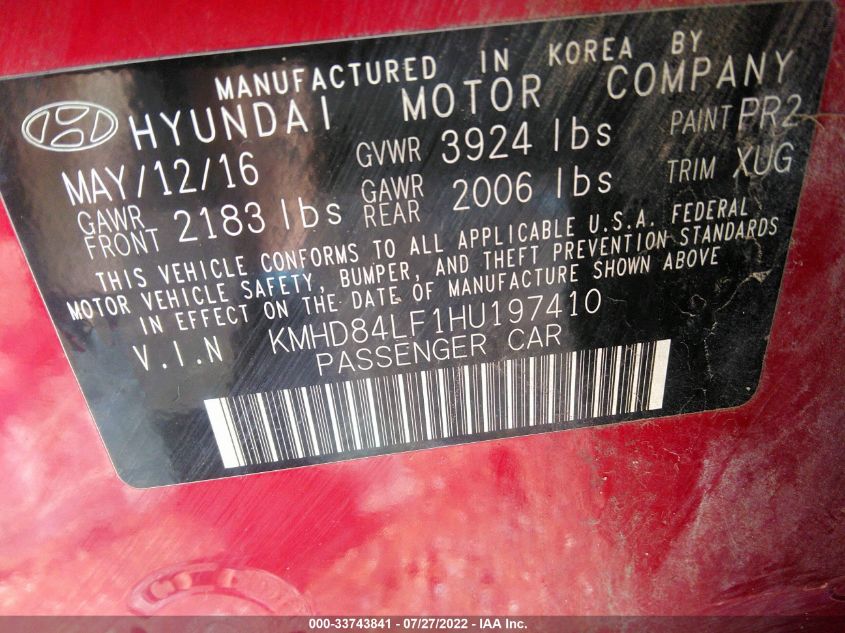 MANUFACTURED IN KOREA BY
HYUNDAI MOTOR COMPANY
MAY/12/16 GVWR 3924 lbs PAINT PR2
GAWR FRONT 2183 lbs GAWR REAR 2006 lbs TRIM XUG
THIS VEHICLE CONFORMS TO ALL APPLICABLE U.S.A. FEDERAL
MOTOR VEHICLE SAFETY, BUMPER, AND THEFT PREVENTION STANDARDS
IN EFFECT ON THE DATE OF MANUFACTURE SHOWN ABOVE
V.I.N KMHD84LF1HU197410
PASSENGER CAR
000-33743841 / 07/27/2022 - IAA Inc.